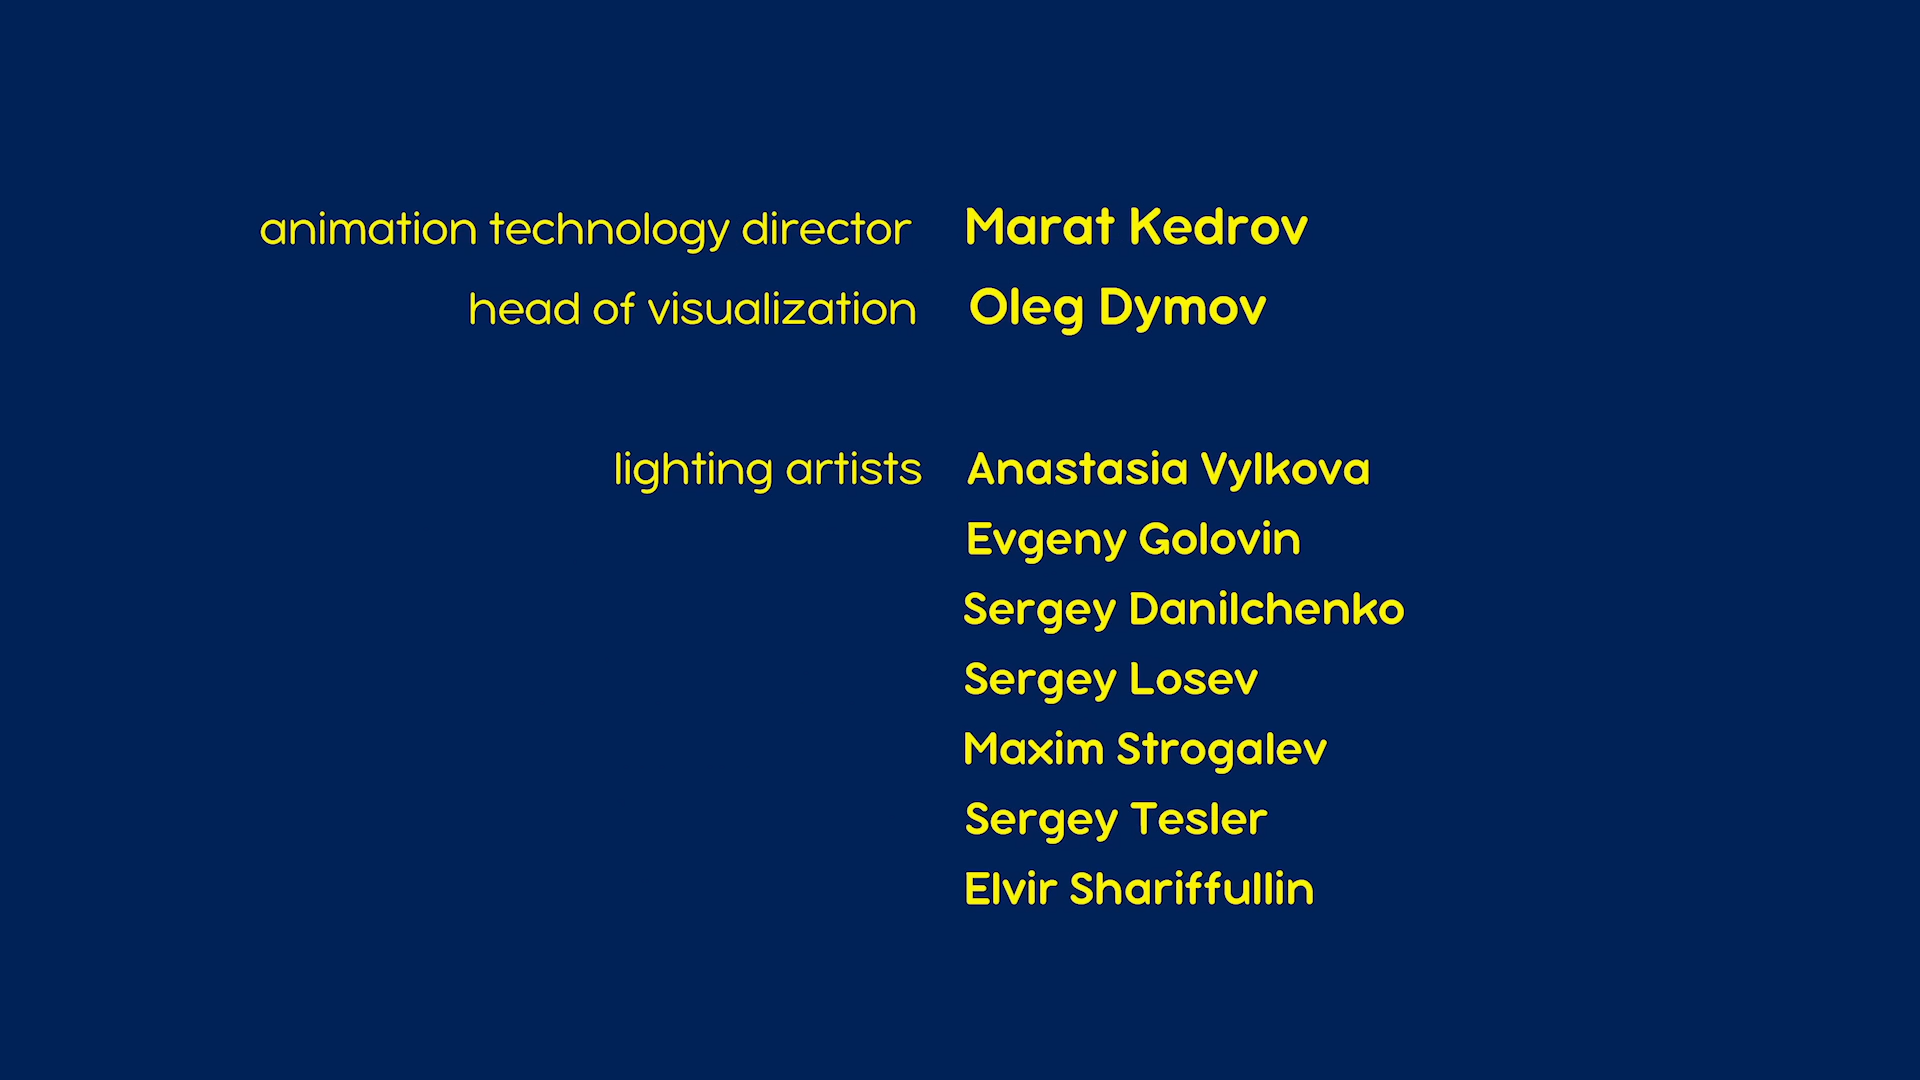 animation technology director Marat Kedrov
head of visualization Oleg Dymov
lighting artists Anastasia Vylkova
Evgeny Golovin
Sergey Danilchenko
Sergey Losev
Maxim Strogalev
Sergey Tesler
Elvir Shariffullin